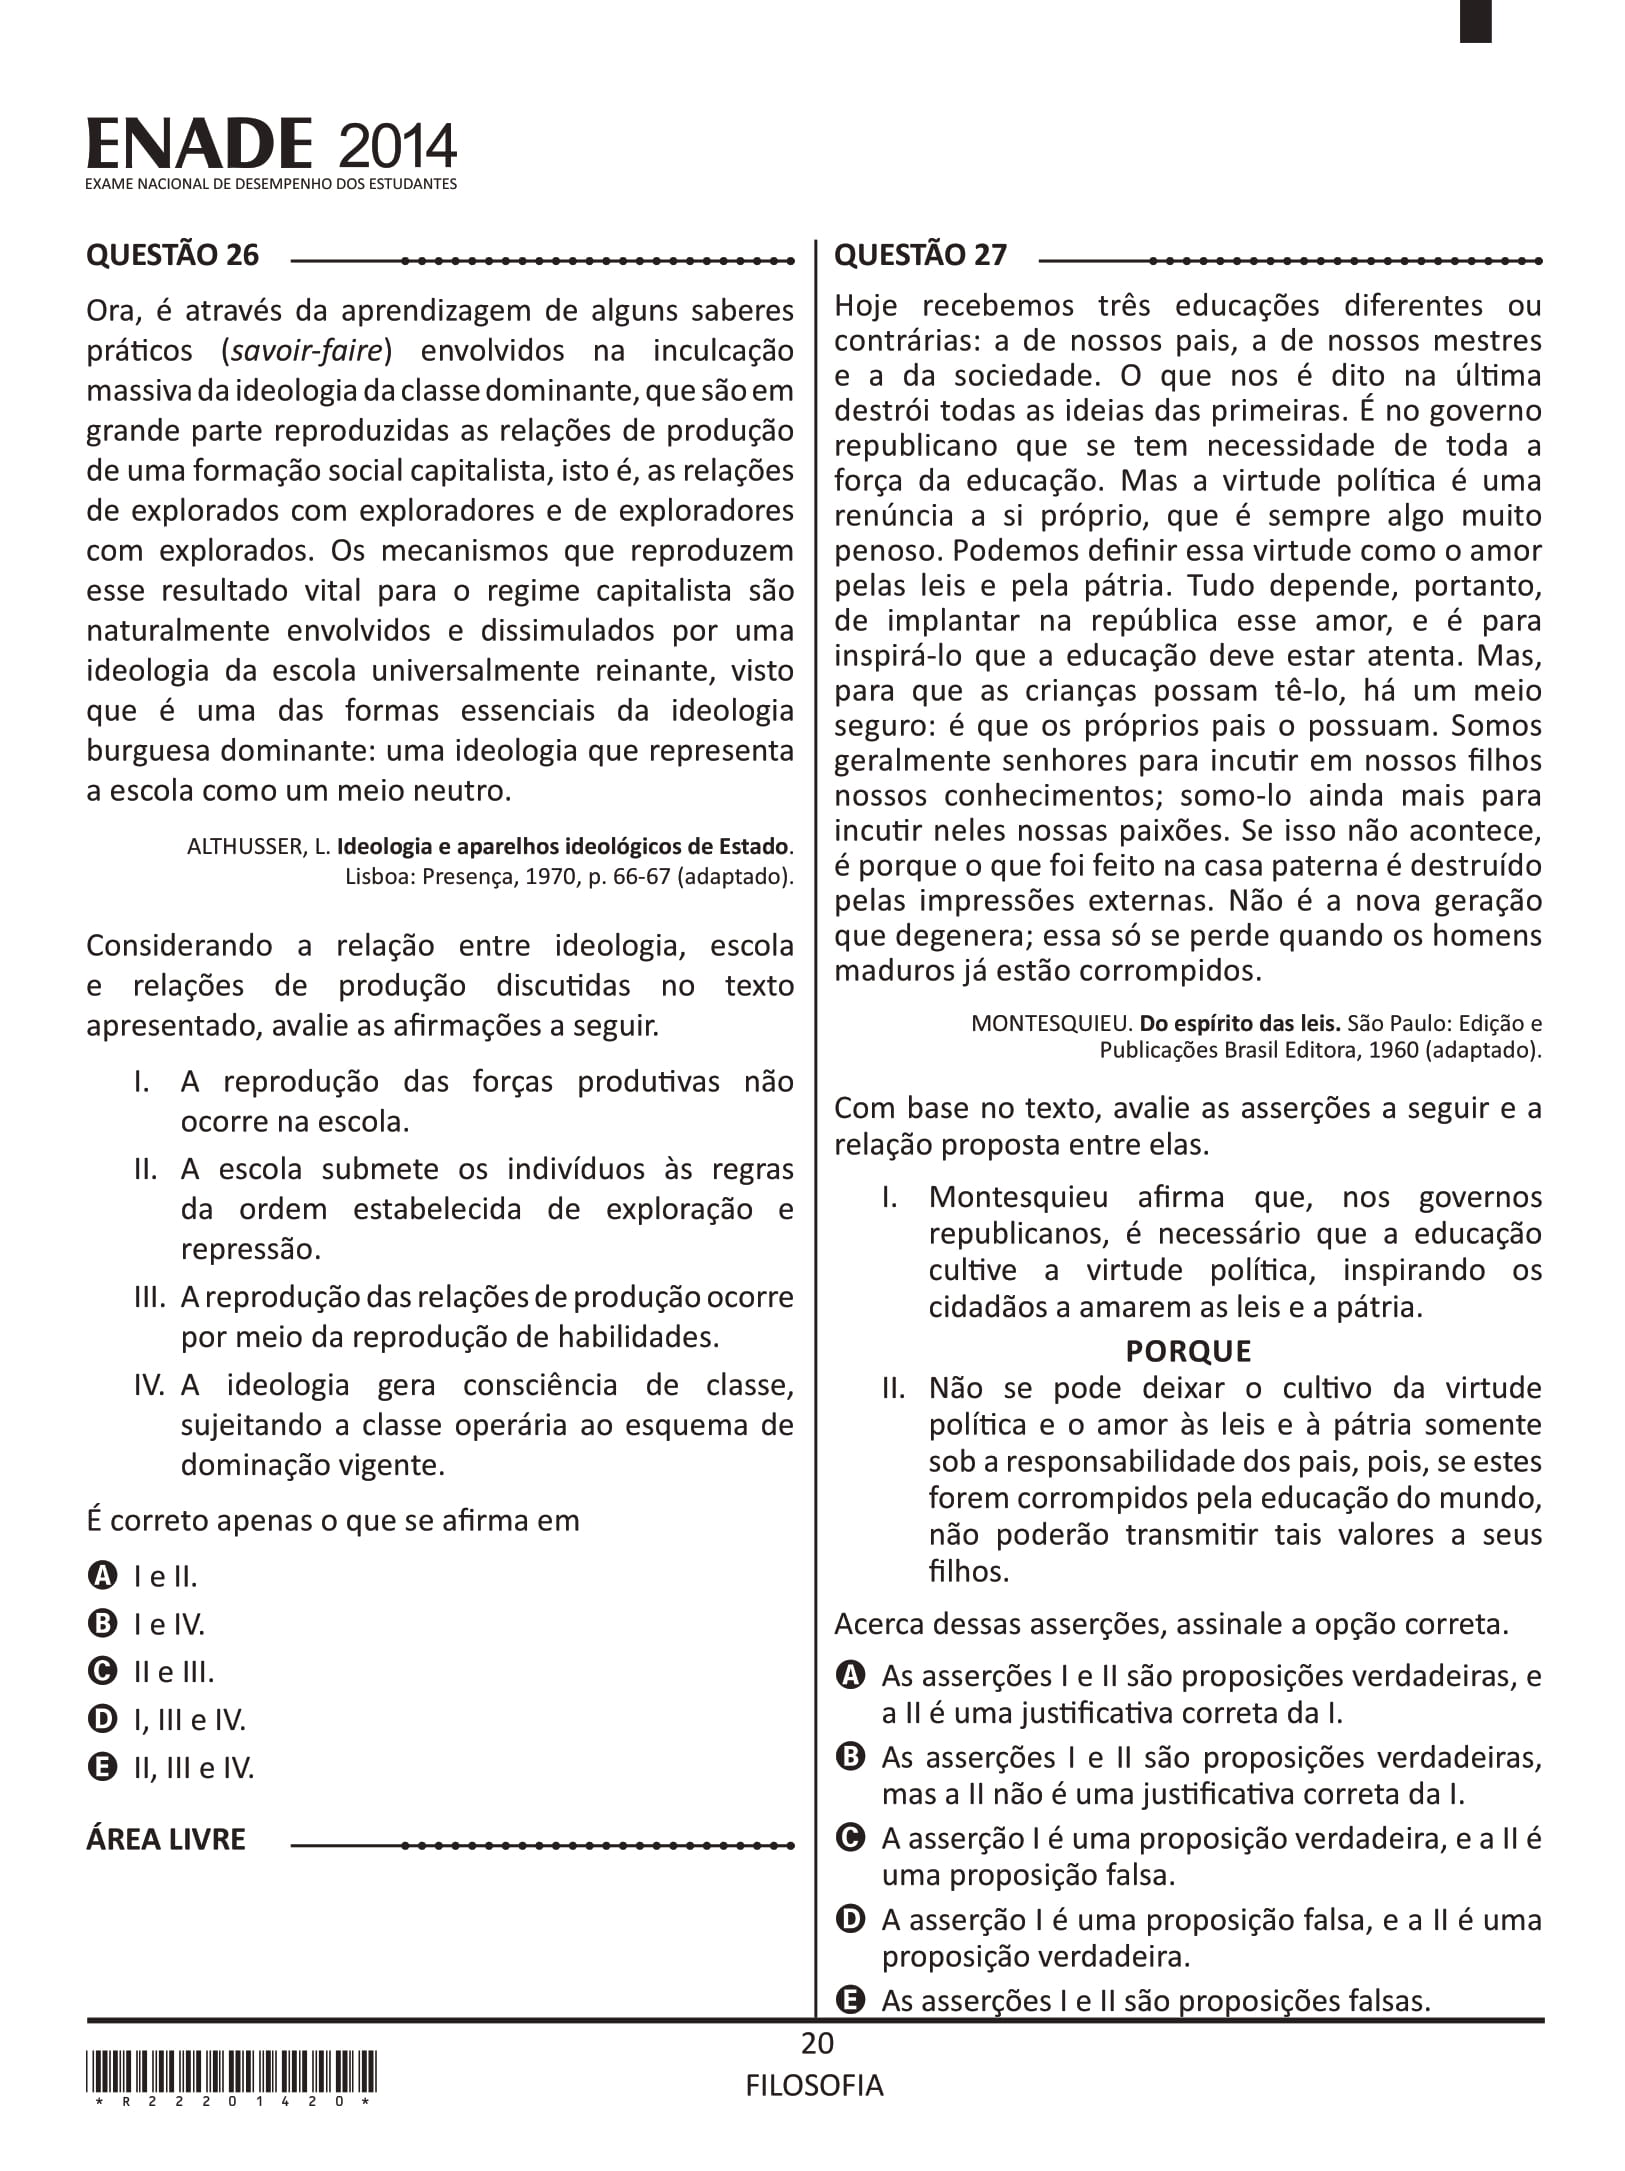 ENADE 2014
EXAME NACIONAL DE DESEMPENHO DOS ESTUDANTES
QUESTÃO 26
Ora, é através da aprendizagem de alguns saberes
práticos (savoir-faire) envolvidos na inculcação
massiva da ideologia da classe dominante, que são em
grande parte reproduzidas as relações de produção
de uma formação social capitalista, isto é, as relações
de explorados com exploradores e de exploradores
com explorados. Os mecanismos que reproduzem
esse resultado vital para o regime capitalista são
naturalmente envolvidos e dissimulados por uma
ideologia da escola universalmente reinante, visto
que é uma das formas essenciais da ideologia
burguesa dominante: uma ideologia que representa
a escola como um meio neutro.
ALTHUSSER, L. Ideologia e aparelhos ideológicos de Estado.
Lisboa: Presença, 1970, p. 66-67 (adaptado).
Considerando a relação entre ideologia, escola
e relações de produção discutidas no texto
apresentado, avalie as afirmações a seguir.
I. A reprodução das forças produtivas não
ocorre na escola.
II. A escola submete os indivíduos às regras
da ordem estabelecida de exploração e
repressão.
III. A reprodução das relações de produção ocorre
por meio da reprodução de habilidades.
IV. A ideologia gera consciência de classe,
sujeitando a classe operária ao esquema de
dominação vigente.
É correto apenas o que se afirma em
A I e II.
B I e IV.
C II e III.
D I, III e IV.
E II, III e IV.
ÁREA LIVRE
QUESTÃO 27
Hoje recebemos três educações diferentes ou
contrárias: a de nossos pais, a de nossos mestres
e a da sociedade. O que nos é dito na última
destrói todas as ideias das primeiras. É no governo
republicano que se tem necessidade de toda a
força da educação. Mas a virtude política é uma
renúncia a si próprio, que é sempre algo muito
penoso. Podemos definir essa virtude como o amor
pelas leis e pela pátria. Tudo depende, portanto,
de implantar na república esse amor, e é para
inspirá-lo que a educação deve estar atenta. Mas,
para que as crianças possam tê-lo, há um meio
seguro: é que os próprios pais o possuam. Somos
geralmente senhores para incutir em nossos filhos
nossos conhecimentos; somo-lo ainda mais para
incutir neles nossas paixões. Se isso não acontece,
é porque o que foi feito na casa paterna é destruído
pelas impressões externas. Não é a nova geração
que degenera; essa só se perde quando os homens
maduros já estão corrompidos.
MONTESQUIEU. Do espírito das leis. São Paulo: Edição e
Publicações Brasil Editora, 1960 (adaptado).
Com base no texto, avalie as asserções a seguir e a
relação proposta entre elas.
I. Montesquieu afirma que, nos governos
republicanos, é necessário que a educação
cultive a virtude política, inspirando os
cidadãos a amarem as leis e a pátria.
PORQUE
II. Não se pode deixar o cultivo da virtude
política e o amor às leis e à pátria somente
sob a responsabilidade dos pais, pois, se estes
forem corrompidos pela educação do mundo,
não poderão transmitir tais valores a seus
filhos.
Acerca dessas asserções, assinale a opção correta.
A As asserções I e II são proposições verdadeiras, e
a II é uma justificativa correta da I.
B As asserções I e II são proposições verdadeiras,
mas a II não é uma justificativa correta da I.
C A asserção I é uma proposição verdadeira, e a II é
uma proposição falsa.
D A asserção I é uma proposição falsa, e a II é uma
proposição verdadeira.
E As asserções I e II são proposições falsas.
20
FILOSOFIA
*R22201420*